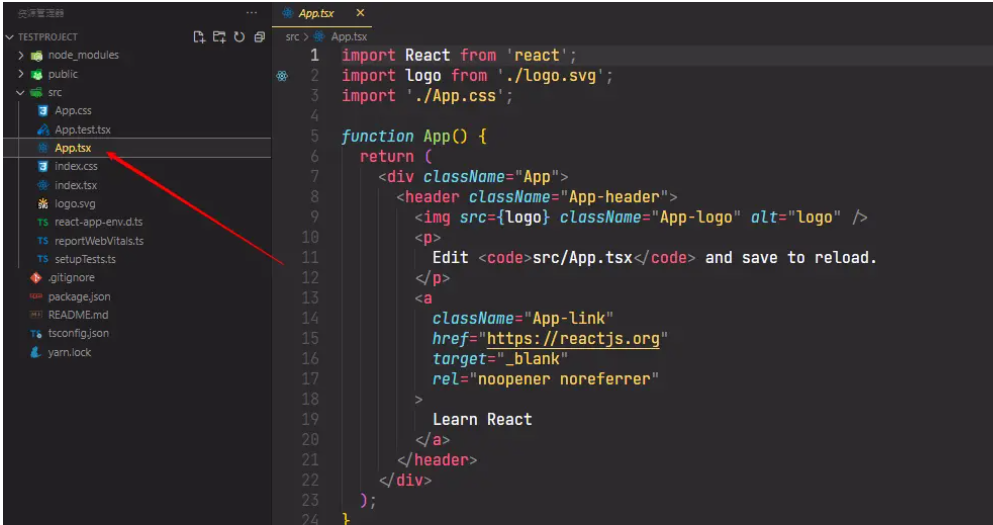 资源管理器
TESTPROJECT
node_modules
public
src
App.css
App.test.tsx
App.tsx
index.css
index.tsx
logo.svg
TS react-app-env.d.ts
TS reportWebVitals.ts
TS setupTests.ts
.gitignore
package.json
README.md
tsconfig.json
yarn.lock
App.tsx
src > App.tsx
1 import React from 'react';
2 import logo from './logo.svg';
3 import './App.css';
4
5 function App() {
6 return (
7 <div className="App">
8 <header className="App-header">
9 <img src={logo} className="App-logo" alt="logo" />
10 <p>
11 Edit <code>src/App.tsx</code> and save to reload.
12 </p>
13 <a
14 className="App-link"
15 href="https://reactjs.org"
16 target="_blank"
17 rel="noopener noreferrer"
18 >
19 Learn React
20 </a>
21 </header>
22 </div>
23 );
24 }